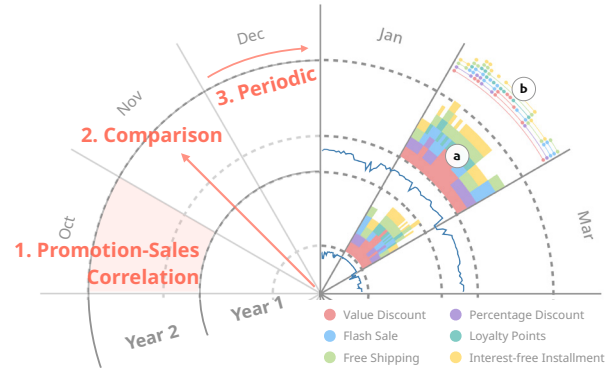 Dec
Jan
b
3. Periodic
Nov
2. Comparison
a
Oct
Mar
1. Promotion-Sales
Correlation
Year 1
Year 2
Value Discount
Percentage Discount
Flash Sale
Loyalty Points
Free Shipping
Interest-free Installment